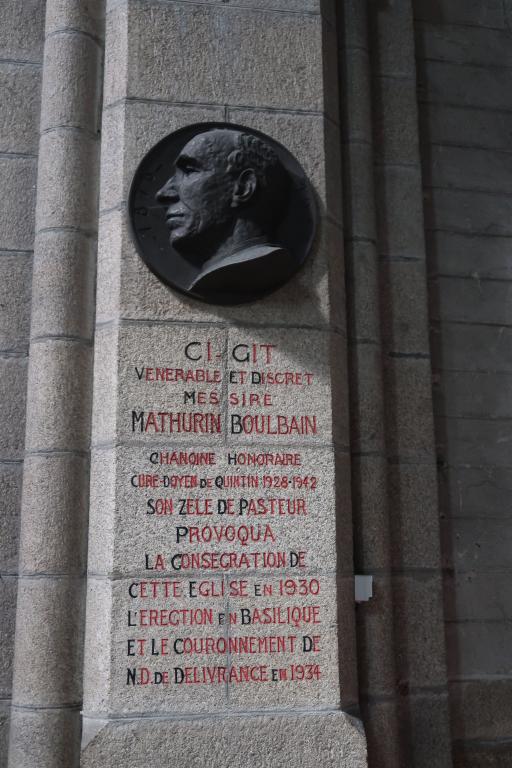 CI-GIT
VENERABLE ET DISCRET
MESSIRE
MATHURIN BOULBAIN
CHANOINE HONORAIRE
CURE-DOYEN DE QUINTIN 1928-1942
SON ZELE DE PASTEUR
PROVOQUA
LA CONSECRATION DE
CETTE EGLISE EN 1930
L'ERECTION EN BASILIQUE
ET LE COURONNEMENT DE
N.D. DE DELIVRANCE EN 1934